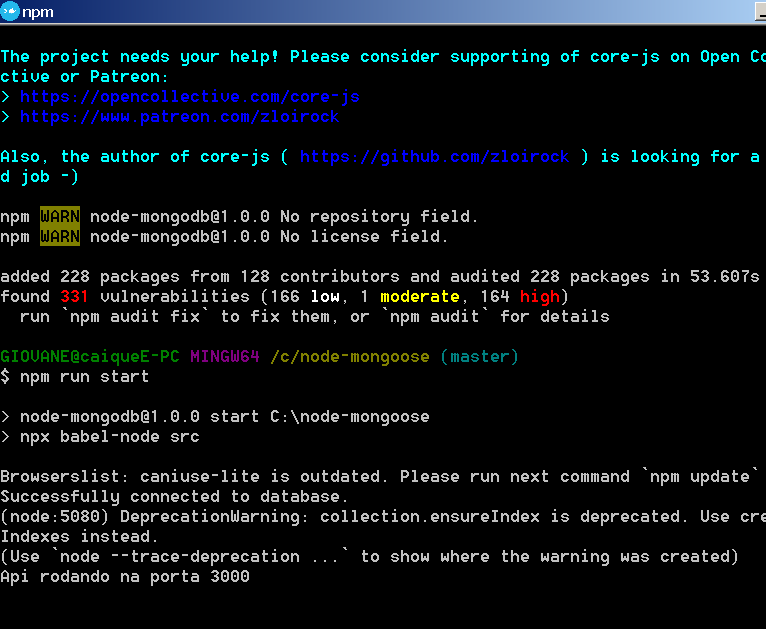 npm
The project needs your help! Please consider supporting of core-js on Open Co
ctive or Patreon:
> https://opencollective.com/core-js
> https://www.patreon.com/zloirock
Also, the author of core-js ( https://github.com/zloirock ) is looking for a
d job -)
npm WARN node-mongodb@1.0.0 No repository field.
npm WARN node-mongodb@1.0.0 No license field.
added 228 packages from 128 contributors and audited 228 packages in 53.607s
found 331 vulnerabilities (166 low, 1 moderate, 164 high)
run `npm audit fix` to fix them, or `npm audit` for details
GIOVANE@caiqueE-PC MINGW64 /c/node-mongoose (master)
$ npm run start
> node-mongodb@1.0.0 start C:\node-mongoose
> npx babel-node src
Browserslist: caniuse-lite is outdated. Please run next command `npm update`
Successfully connected to database.
(node:5080) DeprecationWarning: collection.ensureIndex is deprecated. Use cre
Indexes instead.
(Use `node --trace-deprecation ...` to show where the warning was created)
Api rodando na porta 3000